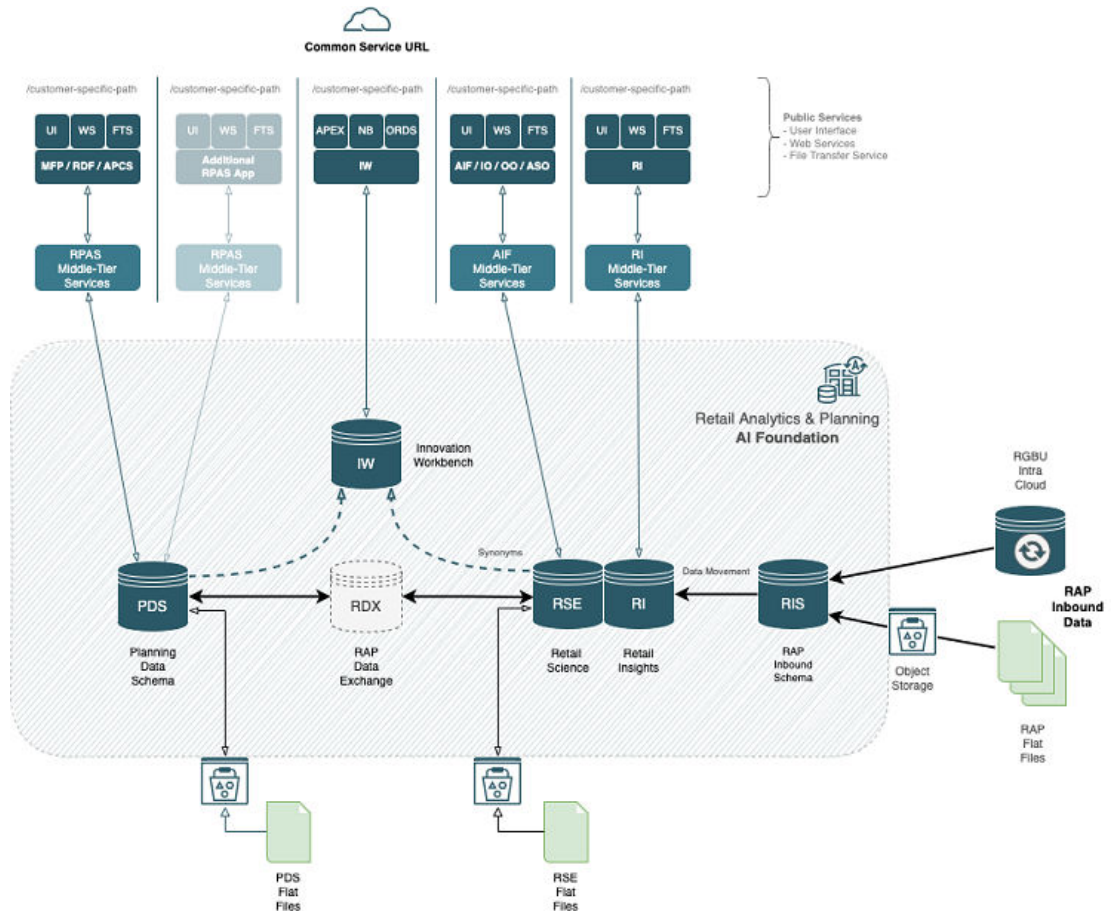 Common Service URL
/customer-specific-path
/customer-specific-path
/customer-specific-path
/customer-specific-path
/customer-specific-path
UI
WS
FTS
MFP / RDF / APCS
UI
WS
FTS
Additional
RPAS App
APEX
NB
ORDS
IW
UI
WS
FTS
AIF / IO / OO / ASO
UI
WS
FTS
RI
Public Services
- User Interface
- Web Services
- File Transfer Service
RPAS
Middle-Tier
Services
RPAS
Middle-Tier
Services
AIF
Middle-Tier
Services
RI
Middle-Tier
Services
A
Retail Analytics & Planning
AI Foundation
IW
Innovation
Workbench
RGBU
Intra
Cloud
Synonyms
Data Movement
PDS
RDX
RSE
RI
RIS
RAP
Inbound
Data
Planning
Data
Schema
RAP
Data
Exchange
Retail
Science
Retail
Insights
RAP
Inbound
Schema
Object
Storage
RAP
Flat
Files
PDS
Flat
Files
RSE
Flat
Files